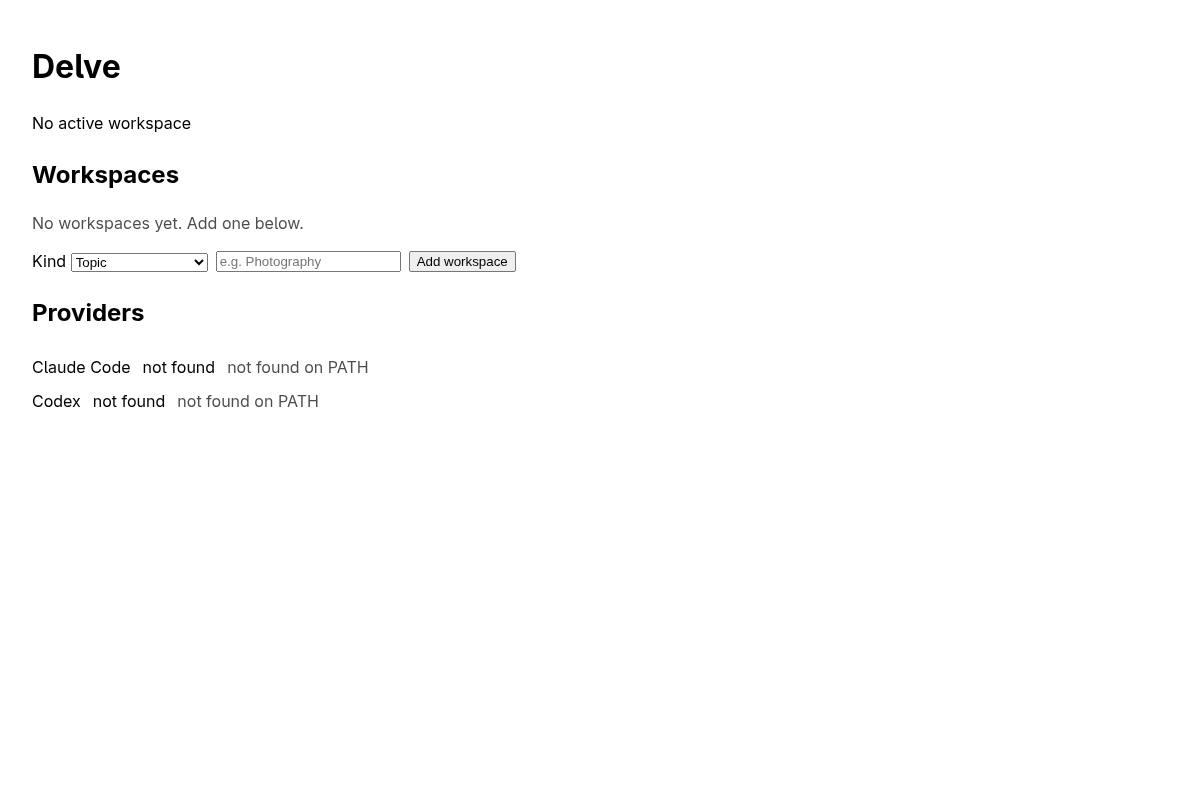 Delve
No active workspace
Workspaces
No workspaces yet. Add one below.
Kind Topic e.g. Photography Add workspace
Providers
Claude Code not found not found on PATH
Codex not found not found on PATH